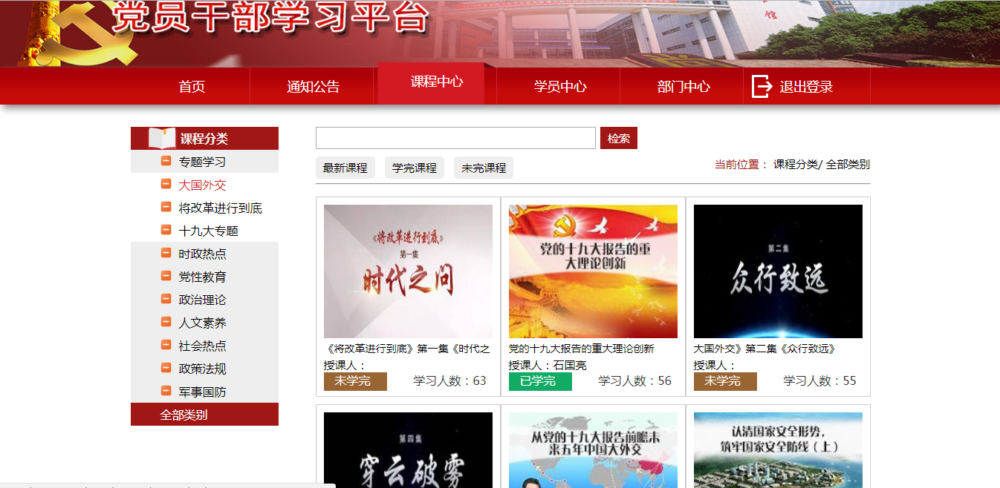 党员干部学习平台
馆
首页
通知公告
课程中心
学员中心
部门中心
退出登录
课程分类
专题学习
大国外交
将改革进行到底
十九大专题
时政热点
党性教育
政治理论
人文素养
社会热点
政策法规
军事国防
全部类别
检索
最新课程
学完课程
未完课程
当前位置： 课程分类/ 全部类别
《将改革进行到底》
第一集
时代之问
《将改革进行到底》第一集《时代之
授课人：
未学完
学习人数：63
党的十九大报告的重
大理论创新
党的十九大报告的重大理论创新
授课人：石国亮
已学完
学习人数：56
第二集
众行致远
大国外交》第二集《众行致远》
授课人：
未学完
学习人数：55
第四集
穿云破雾
从党的十九大报告前瞻未
来五年中国大外交
认清国家安全形势，
筑牢国家安全防线（上）